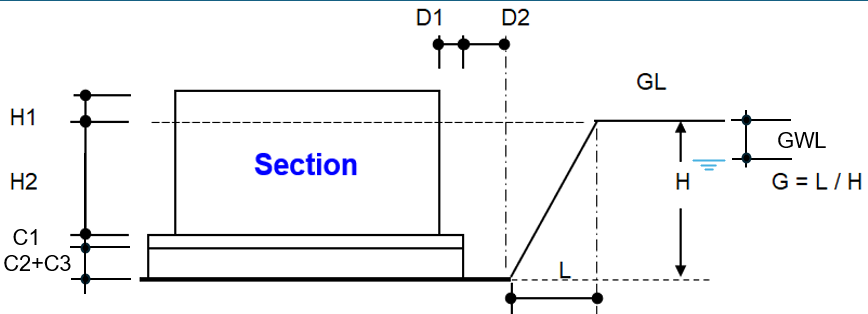 D1 D2
GL
H1
GWL
Section
H2
H
G = L / H
C1
C2+C3
L